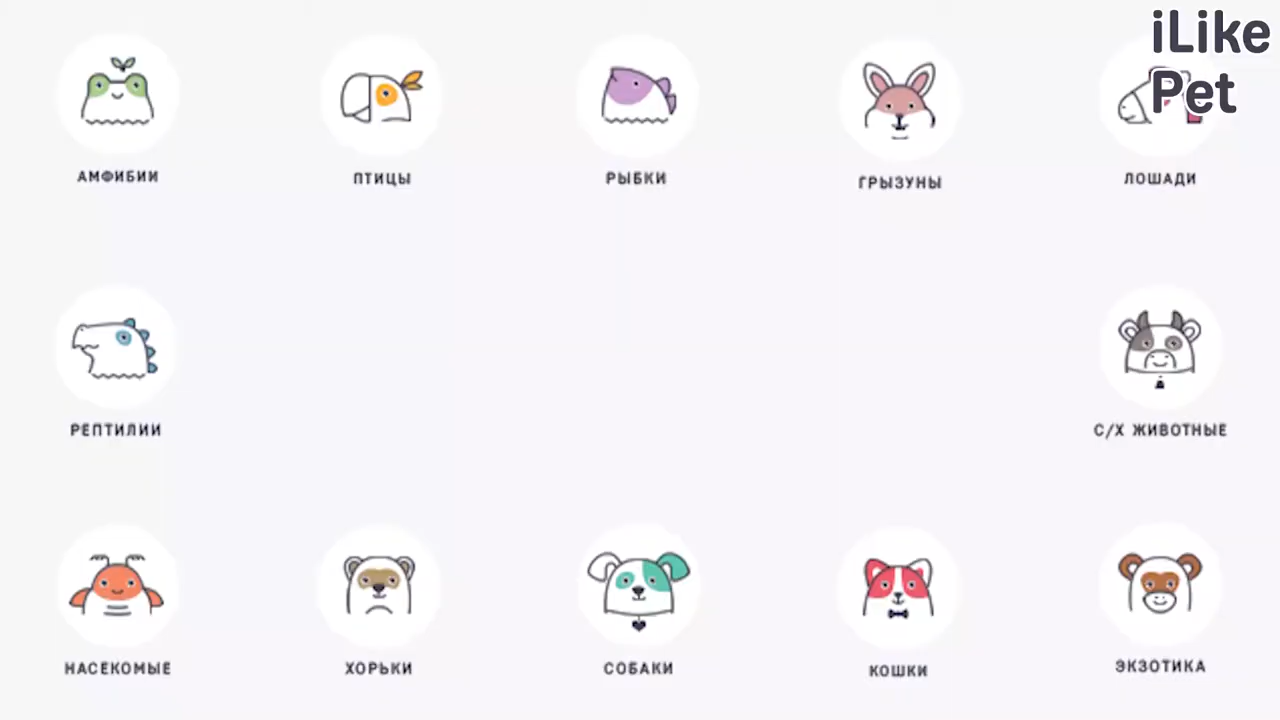 iLike
Pet
АМФИБИИ
ПТИЦЫ
РЫБКИ
ГРЫЗУНЫ
ЛОШАДИ
РЕПТИЛИИ
С/Х ЖИВОТНЫЕ
НАСЕКОМЫЕ
ХОРЬКИ
СОБАКИ
КОШКИ
ЭКЗОТИКА